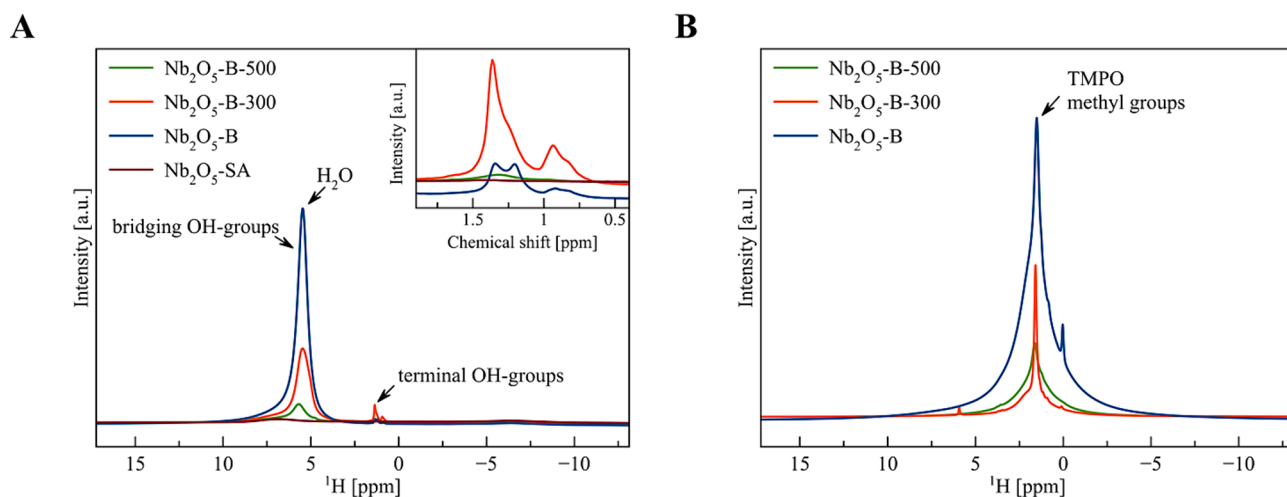 A
Nb₂O₅-B-500
Nb₂O₅-B-300
Nb₂O₅-B
Nb₂O₅-SA
H₂O
bridging OH-groups
terminal OH-groups
Intensity [a.u.]
15 10 5 0 −5 −10
¹H [ppm]
Intensity [a.u.]
1.5 1 0.5
Chemical shift [ppm]
B
Nb₂O₅-B-500
Nb₂O₅-B-300
Nb₂O₅-B
TMPO
methyl groups
Intensity [a.u.]
15 10 5 0 −5 −10
¹H [ppm]